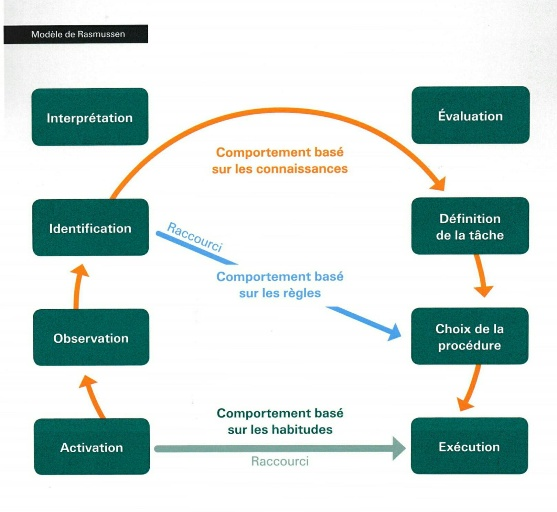 Modèle de Rasmussen
Interprétation
Évaluation
Comportement basé
sur les connaissances
Identification
Raccourci
Définition
de la tâche
Comportement basé
sur les règles
Observation
Choix de la
procédure
Comportement basé
sur les habitudes
Activation
Raccourci
Exécution